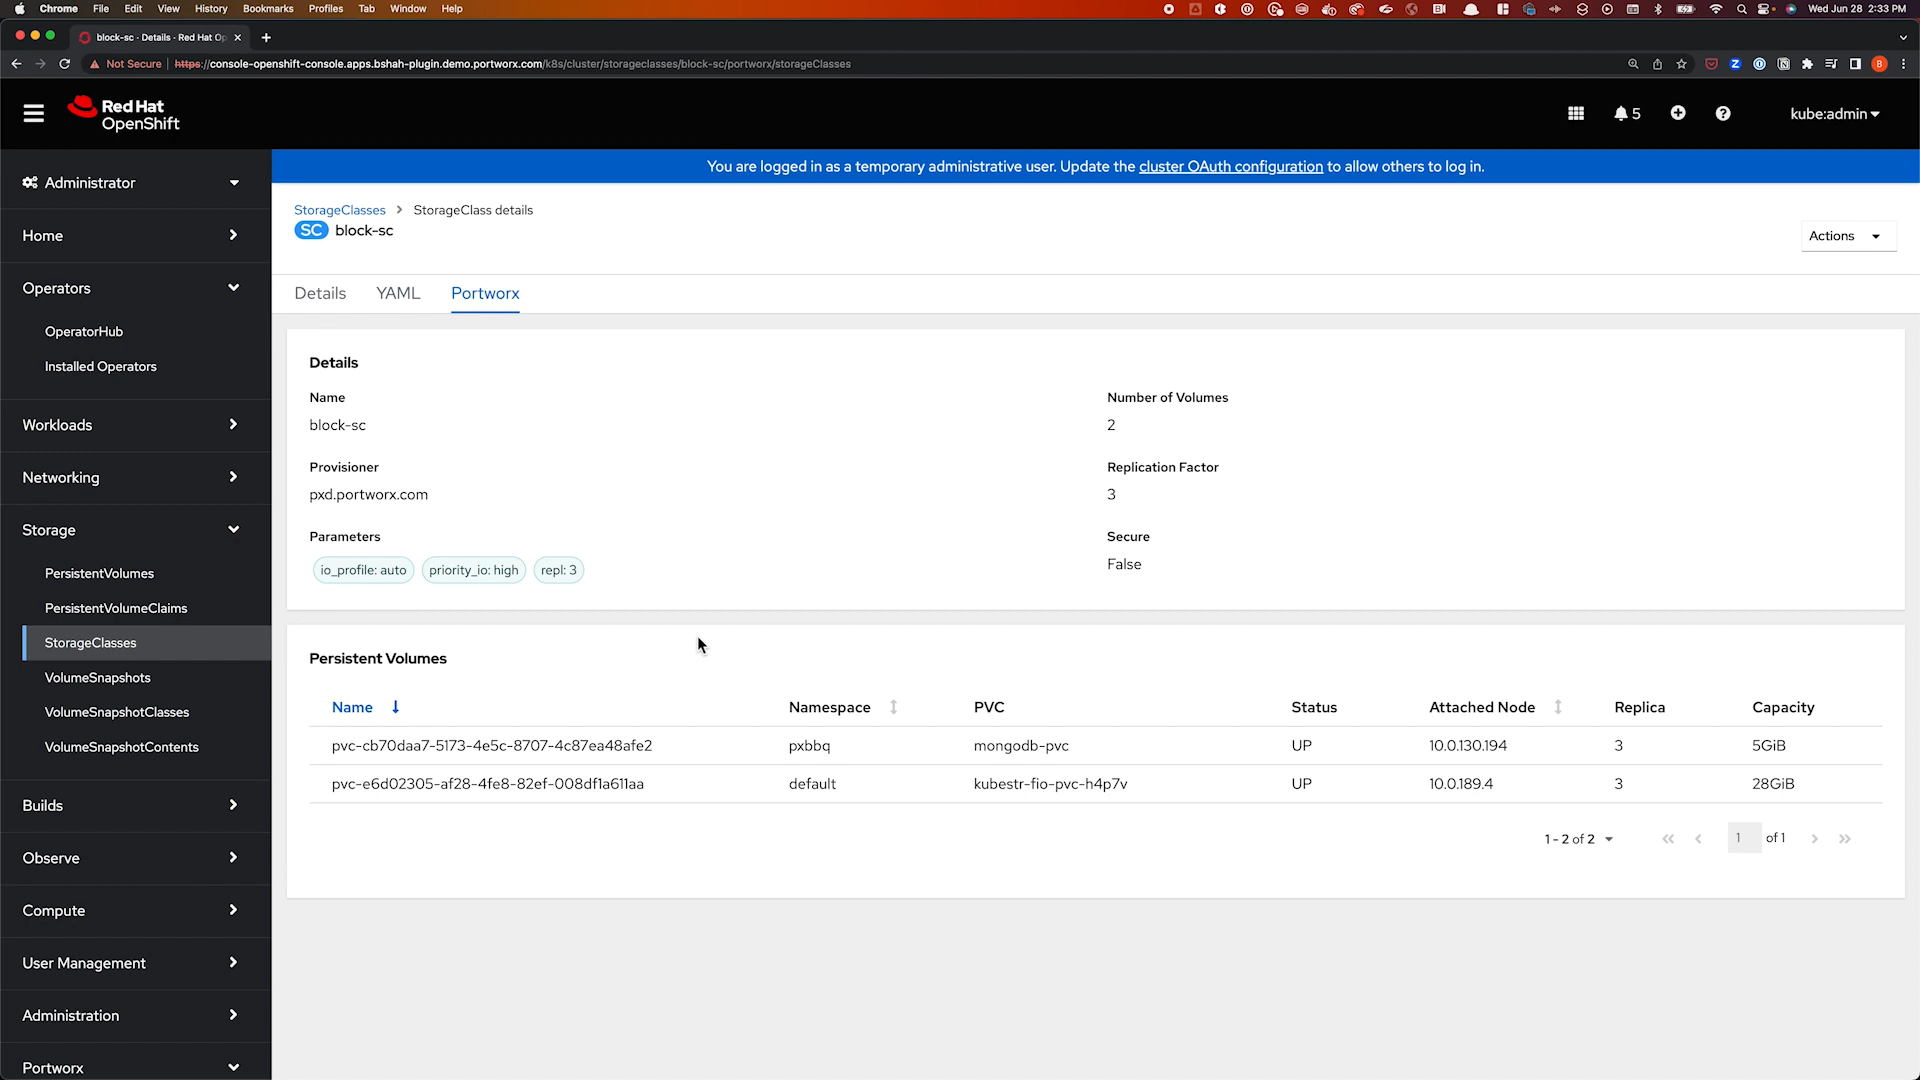 Chrome File Edit View History Bookmarks Profiles Tab Window Help Wed Jun 28 2:33 PM
block-sc · Details · Red Hat Op
Not Secure https://console-openshift-console.apps.bshah-plugin.demo.portworx.com/k8s/cluster/storageclasses/block-sc/portworx/storageClasses
Red Hat
OpenShift
5
kube:admin
You are logged in as a temporary administrative user. Update the cluster OAuth configuration to allow others to log in.
Administrator
Home
Operators
OperatorHub
Installed Operators
Workloads
Networking
Storage
PersistentVolumes
PersistentVolumeClaims
StorageClasses
VolumeSnapshots
VolumeSnapshotClasses
VolumeSnapshotContents
Builds
Observe
Compute
User Management
Administration
Portworx
StorageClasses > StorageClass details
SC block-sc
Actions
Details YAML Portworx
Details
Name
block-sc
Number of Volumes
2
Provisioner
pxd.portworx.com
Replication Factor
3
Parameters
io_profile: auto priority_io: high repl: 3
Secure
False
Persistent Volumes
Name Namespace PVC Status Attached Node Replica Capacity
pvc-cb70daa7-5173-4e5c-8707-4c87ea48afe2 pxbbq mongodb-pvc UP 10.0.130.194 3 5GiB
pvc-e6d02305-af28-4fe8-82ef-008df1a611aa default kubestr-fio-pvc-h4p7v UP 10.0.189.4 3 28GiB
1 - 2 of 2 1 of 1